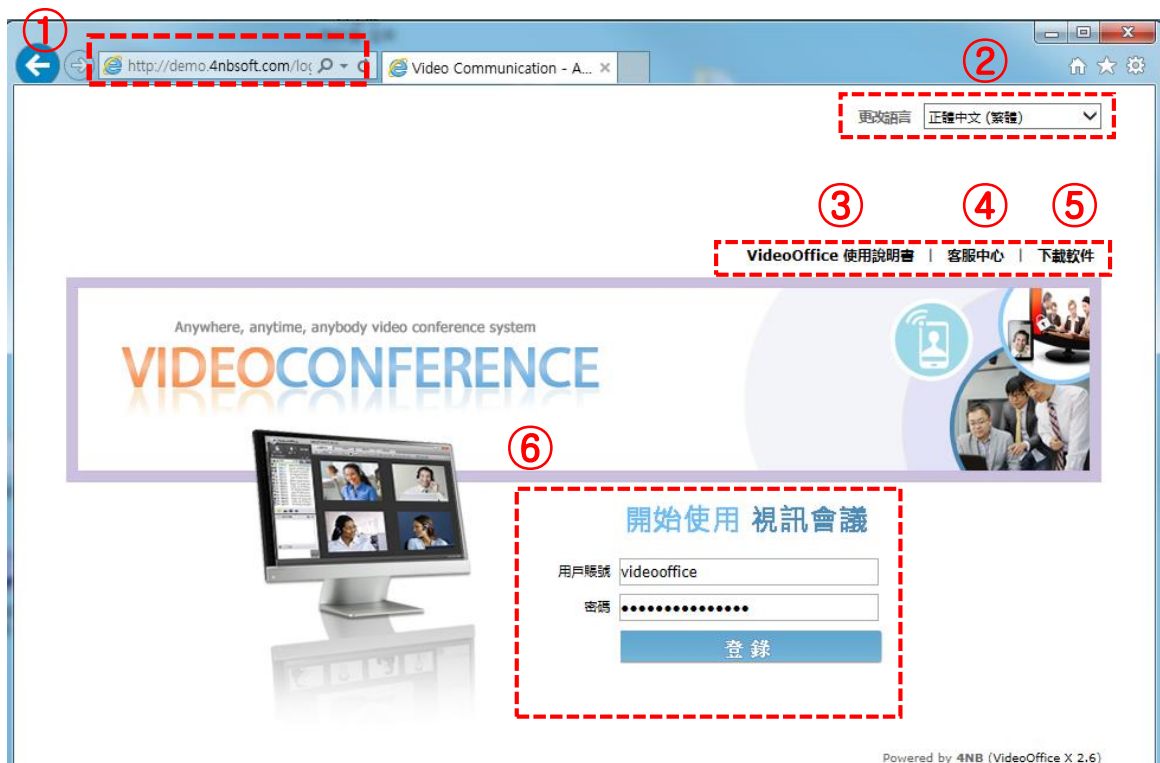 ①
http://demo.4nbsoft.com/log
Video Communication - A...
②
更改語言 正體中文 (繁體)
③ ④ ⑤
VideoOffice 使用說明書 | 客服中心 | 下載軟件
Anywhere, anytime, anybody video conference system
VIDEOCONFERENCE
⑥
開始使用 視訊會議
用戶賬號 videooffice
密碼 •••••••••••••••
登錄
Powered by 4NB (VideoOffice X 2.6)